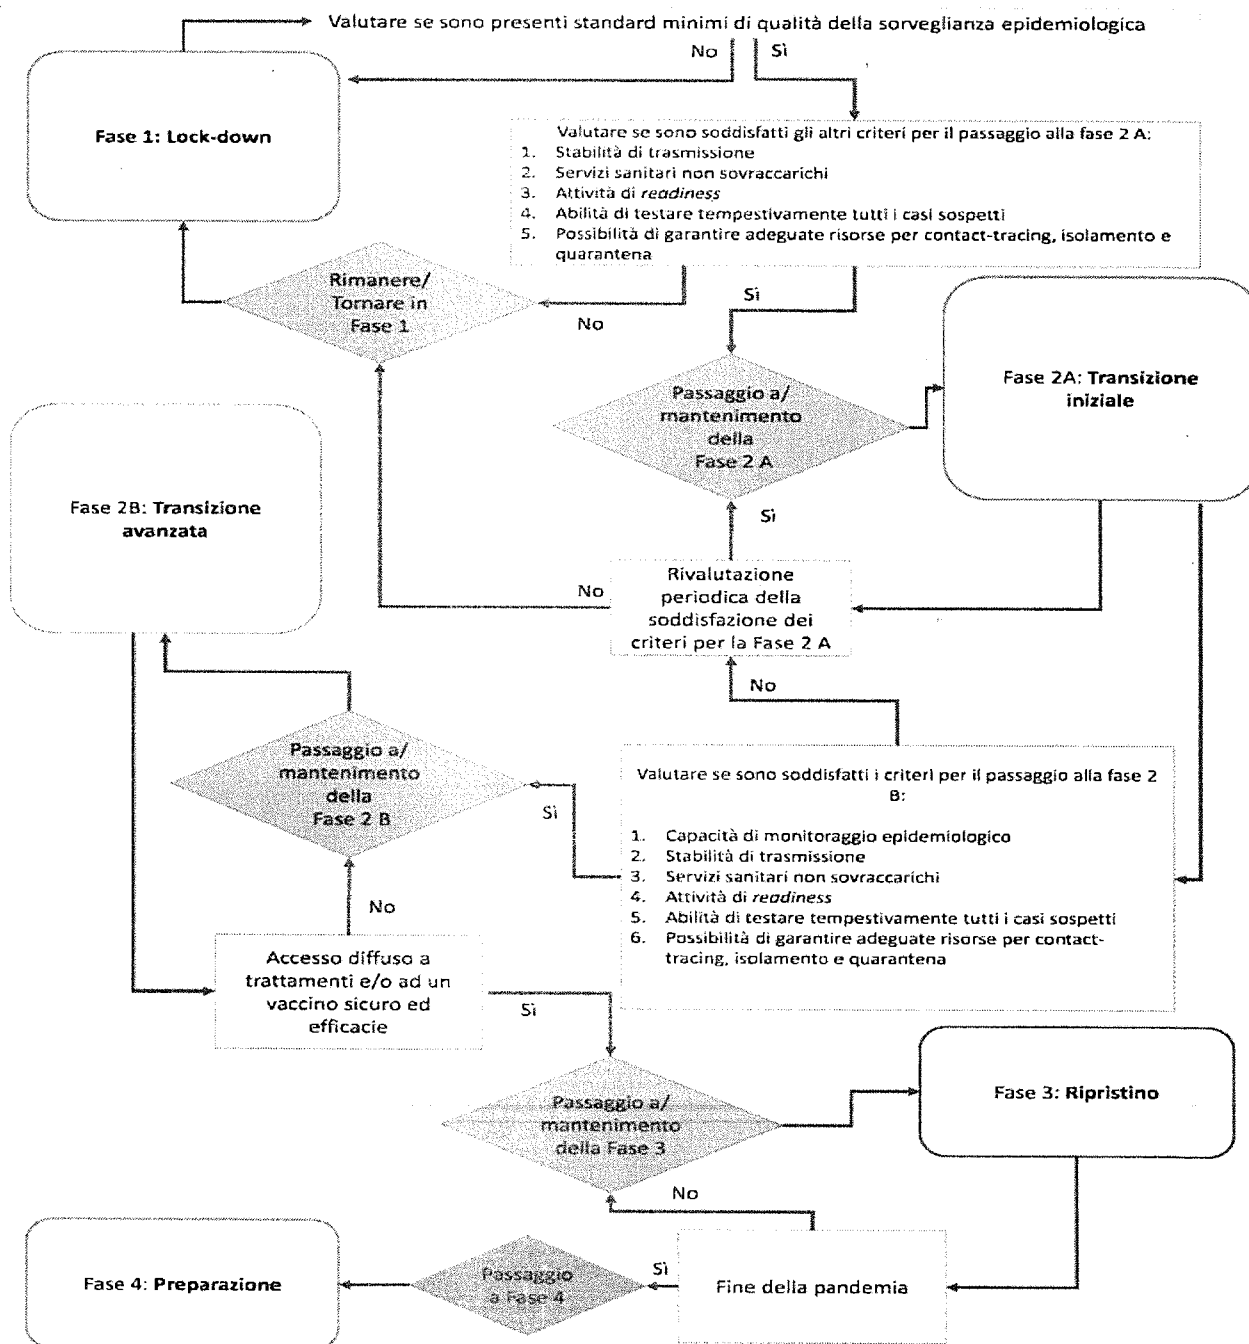 Valutare se sono presenti standard minimi di qualità della sorveglianza epidemiologica
No
Sì
Fase 1: Lock-down
Valutare se sono soddisfatti gli altri criteri per il passaggio alla fase 2 A:
1. Stabilità di trasmissione
2. Servizi sanitari non sovraccarichi
3. Attività di readiness
4. Abilità di testare tempestivamente tutti i casi sospetti
5. Possibilità di garantire adeguate risorse per contact-tracing, isolamento e
quarantena
Rimanere/
Tornare in
Fase 1
No
Sì
Passaggio a/
mantenimento
della
Fase 2 A
Fase 2A: Transizione
iniziale
Fase 2B: Transizione
avanzata
Sì
No
Rivalutazione
periodica della
soddisfazione dei
criteri per la Fase 2 A
No
Passaggio a/
mantenimento
della
Fase 2 B
Sì
Valutare se sono soddisfatti i criteri per il passaggio alla fase 2
B:
1. Capacità di monitoraggio epidemiologico
2. Stabilità di trasmissione
3. Servizi sanitari non sovraccarichi
4. Attività di readiness
5. Abilità di testare tempestivamente tutti i casi sospetti
6. Possibilità di garantire adeguate risorse per contact-
tracing, isolamento e quarantena
No
Accesso diffuso a
trattamenti e/o ad un
vaccino sicuro ed
efficacie
Sì
Passaggio a/
mantenimento
della Fase 3
Fase 3: Ripristino
No
Fase 4: Preparazione
Passaggio
a Fase 4
Sì
Fine della pandemia